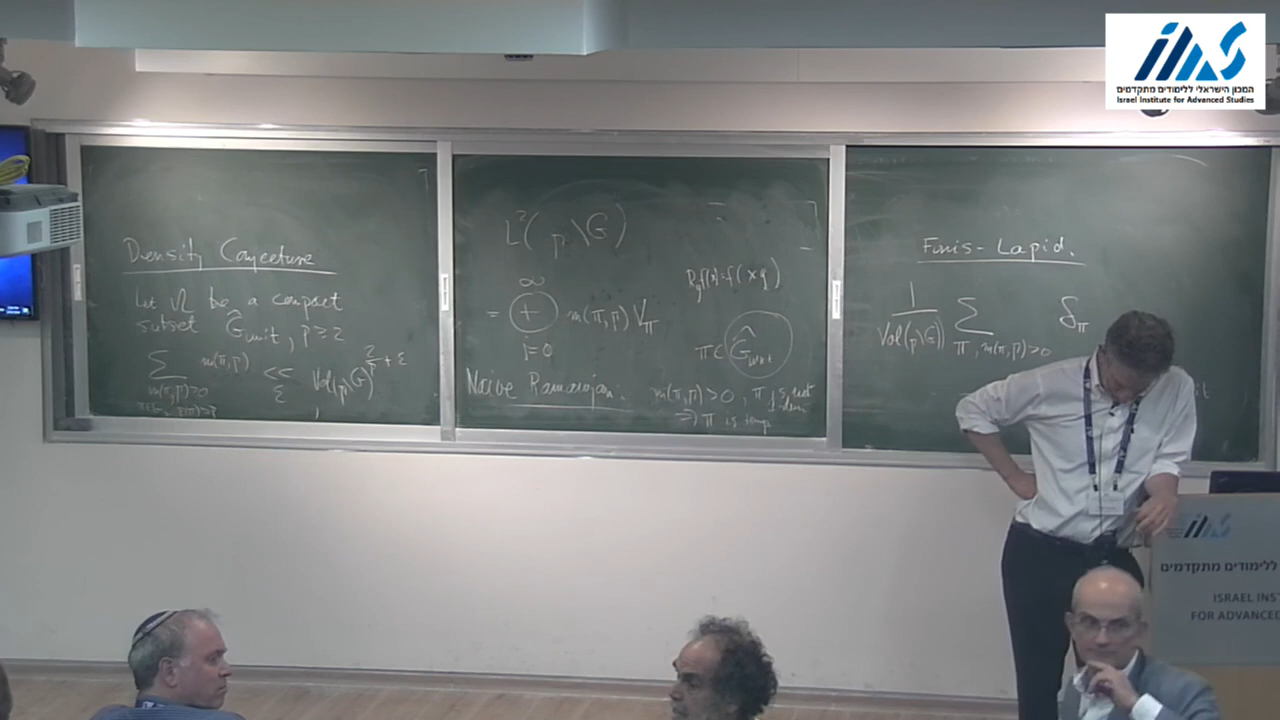 המכון הישראלי ללימודים מתקדמים
Israel Institute for Advanced Studies
Density Conjecture
Let Ω be a compact
subset Ĝunit, p ≥ 2
∑ m(π,Γ) <<ε Vol(Γ\G)^{2/p + ε}
m(π,Γ)>0
L²(Γ\G)
= ⊕ m(π,Γ) Vπ
∞
i=0
Rgf(x)=f(xg)
π ∈ Ĝunit
Naive Ramanujan:
m(π,Γ)>0, π is not
⇒ π is temp
Finis-Lapid.
1/Vol(Γ\G) ∑ δπ
π, m(π,Γ)>0
ללימודים מתקדמים
ISRAEL INS
FOR ADVANCED